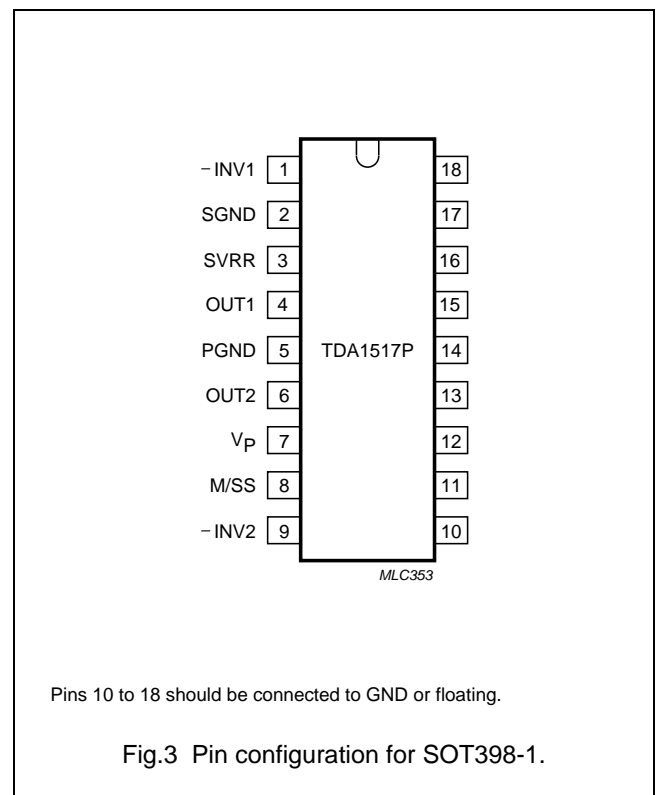 −INV1 1 18
SGND 2 17
SVRR 3 16
OUT1 4 15
PGND 5 TDA1517P 14
OUT2 6 13
VP 7 12
M/SS 8 11
−INV2 9 10
MLC353
Pins 10 to 18 should be connected to GND or floating.
Fig.3 Pin configuration for SOT398-1.